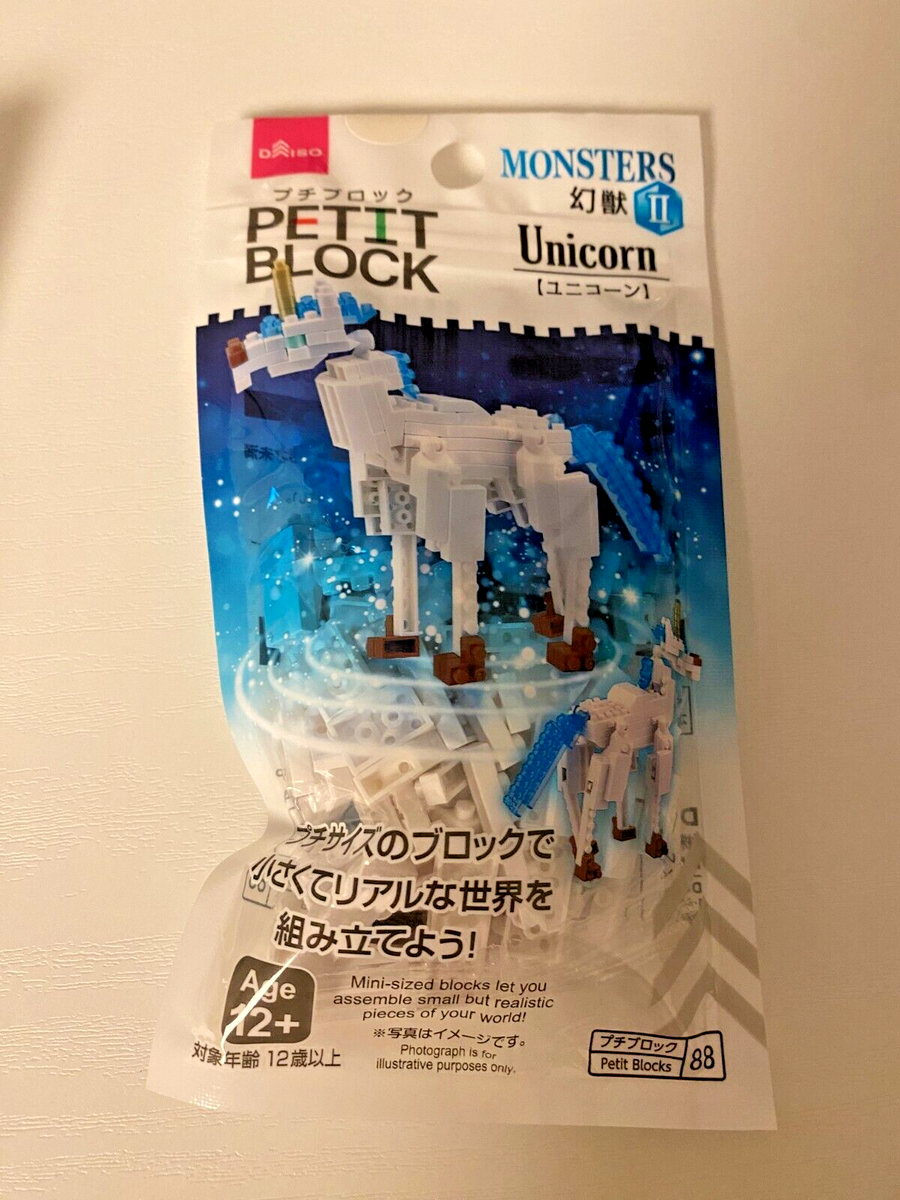 DAISO
プチブロック
PETIT
BLOCK
MONSTERS
幻獣 II
Unicorn
【ユニコーン】
プチサイズのブロックで
小さくてリアルな世界を
組み立てよう!
Age
12+
対象年齢 12歳以上
Mini-sized blocks let you
assemble small but realistic
pieces of your world!
※写真はイメージです。
Photograph is for
illustrative purposes only.
プチブロック
Petit Blocks
88